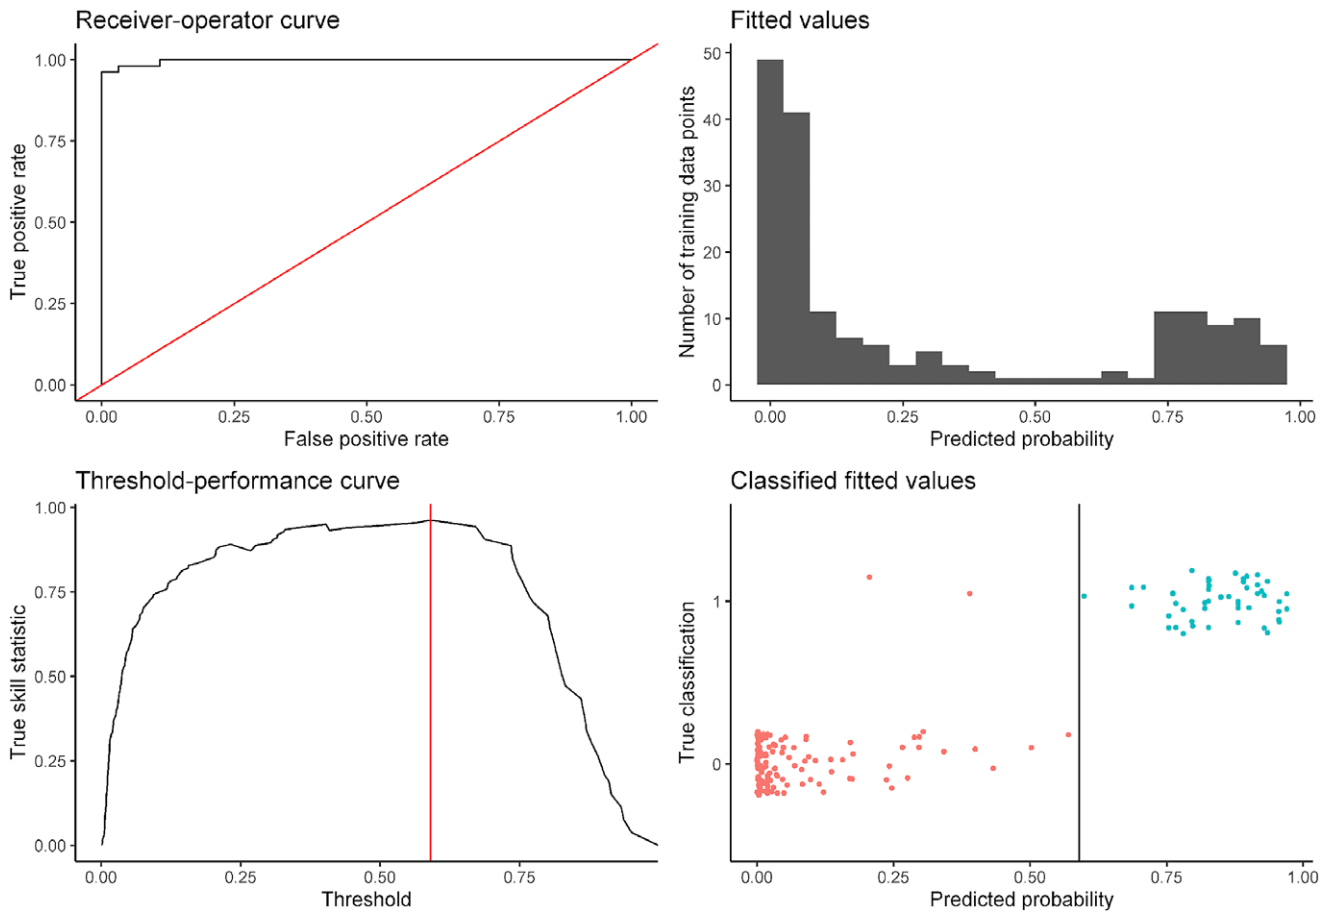 Receiver-operator curve
1.00
0.75
0.50
0.25
0.00
True positive rate
0.00 0.25 0.50 0.75 1.00
False positive rate
Fitted values
50
40
30
20
10
0
Number of training data points
0.00 0.25 0.50 0.75 1.00
Predicted probability
Threshold-performance curve
1.00
0.75
0.50
0.25
0.00
True skill statistic
0.00 0.25 0.50 0.75
Threshold
Classified fitted values
1
0
True classification
0.00 0.25 0.50 0.75 1.00
Predicted probability